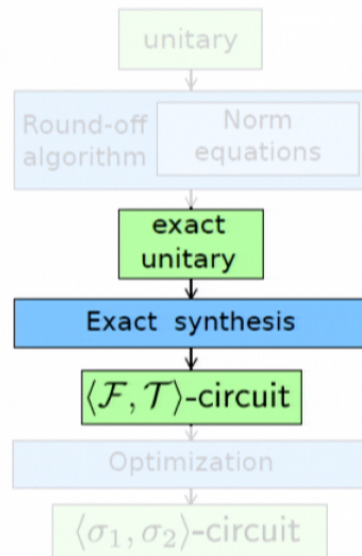 unitary
Round-off
algorithm
Norm
equations
exact
unitary
Exact synthesis
⟨ℱ, 𝒯⟩-circuit
Optimization
⟨σ₁, σ₂⟩-circuit